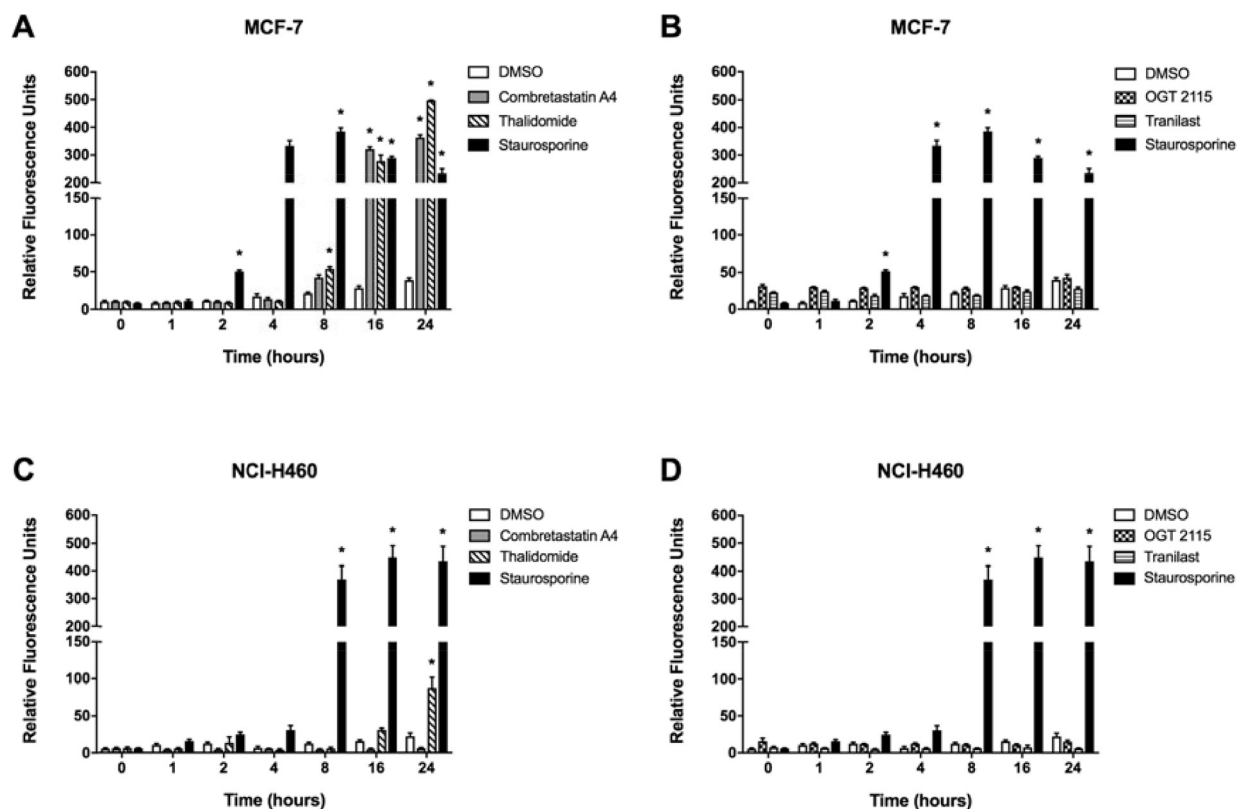 A
MCF-7
Relative Fluorescence Units
600
500
400
300
200
150
100
50
0
*
*
*
*
*
*
*
*
0 1 2 4 8 16 24
Time (hours)
DMSO
Combretastatin A4
Thalidomide
Staurosporine
B
MCF-7
Relative Fluorescence Units
600
500
400
300
200
150
100
50
0
*
*
*
*
*
0 1 2 4 8 16 24
Time (hours)
DMSO
OGT 2115
Tranilast
Staurosporine
C
NCI-H460
Relative Fluorescence Units
600
500
400
300
200
150
100
50
0
*
*
*
*
0 1 2 4 8 16 24
Time (hours)
DMSO
Combretastatin A4
Thalidomide
Staurosporine
D
NCI-H460
Relative Fluorescence Units
600
500
400
300
200
150
100
50
0
*
*
*
0 1 2 4 8 16 24
Time (hours)
DMSO
OGT 2115
Tranilast
Staurosporine